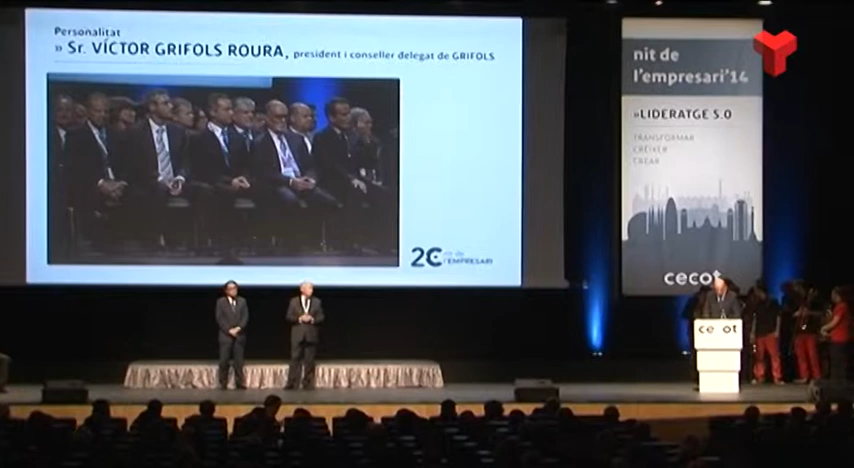 Personalitat
» Sr. VÍCTOR GRIFOLS ROURA, president i conseller delegat de GRIFOLS
20 nit de
l'EMPRESARI
nit de
l'empresari'14
»LIDERATGE 5.0
TRANSFORMAR
CRÉIXER
CREAR
cecot
cecot